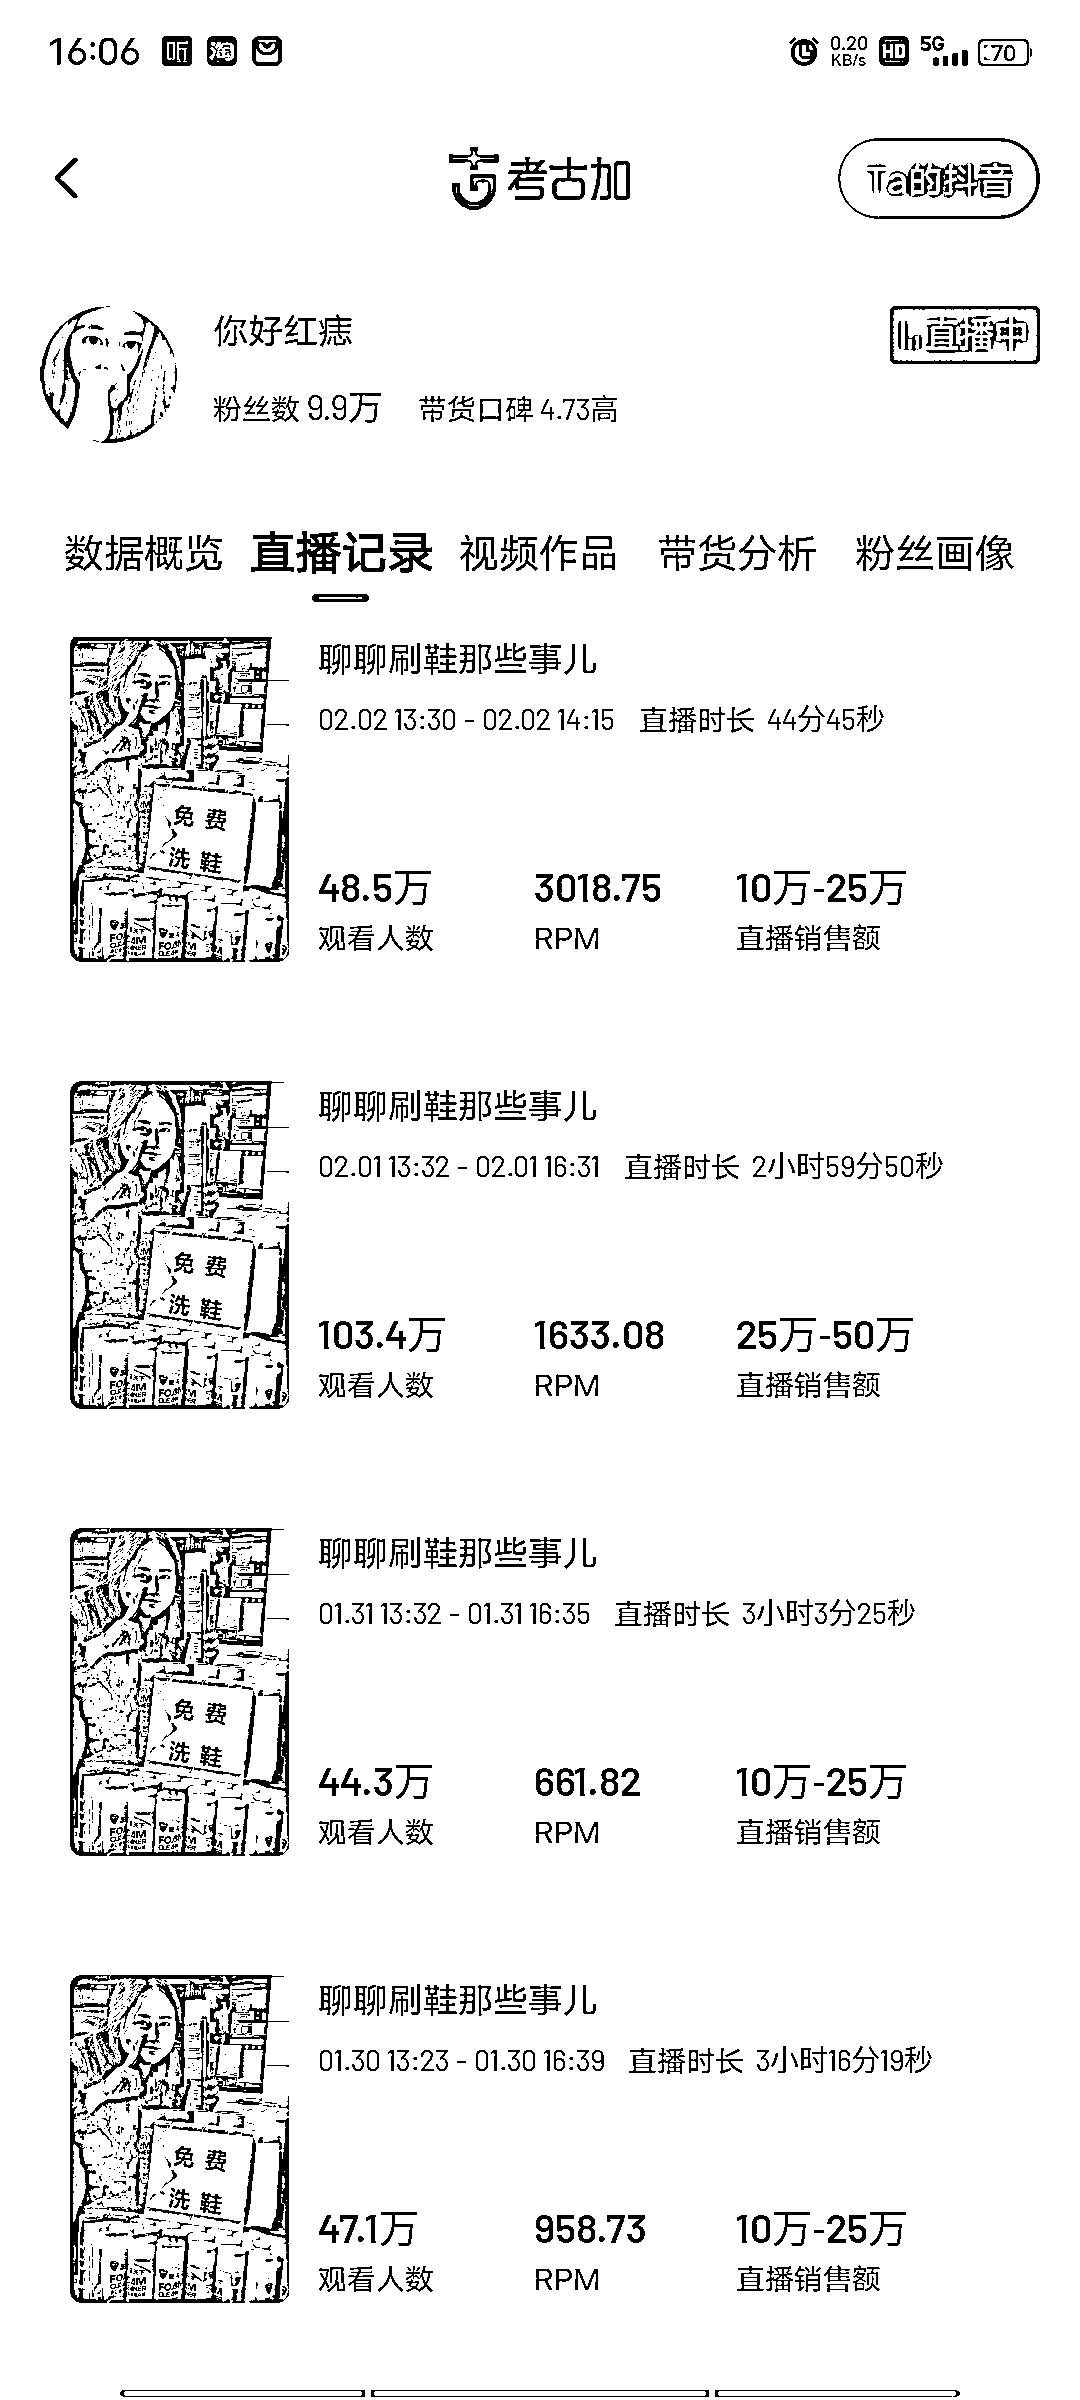 16:06 听 淘 0.20 KB/s HD 5G 70
考古加 Ta的抖音
你好红痣 直播中
粉丝数 9.9万 带货口碑 4.73高
数据概览 直播记录 视频作品 带货分析 粉丝画像
聊聊刷鞋那些事儿
02.02 13:30 - 02.02 14:15 直播时长 44分45秒
免费
洗鞋
48.5万 3018.75 10万-25万
观看人数 RPM 直播销售额
聊聊刷鞋那些事儿
02.01 13:32 - 02.01 16:31 直播时长 2小时59分50秒
免费
洗鞋
103.4万 1633.08 25万-50万
观看人数 RPM 直播销售额
聊聊刷鞋那些事儿
01.31 13:32 - 01.31 16:35 直播时长 3小时3分25秒
免费
洗鞋
44.3万 661.82 10万-25万
观看人数 RPM 直播销售额
聊聊刷鞋那些事儿
01.30 13:23 - 01.30 16:39 直播时长 3小时16分19秒
免费
洗鞋
47.1万 958.73 10万-25万
观看人数 RPM 直播销售额